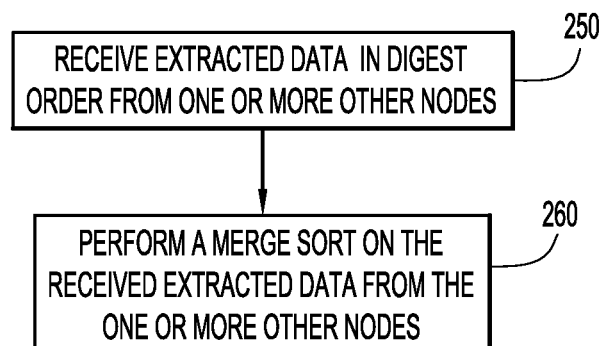 250
RECEIVE EXTRACTED DATA IN DIGEST
ORDER FROM ONE OR MORE OTHER NODES
260
PERFORM A MERGE SORT ON THE
RECEIVED EXTRACTED DATA FROM THE
ONE OR MORE OTHER NODES